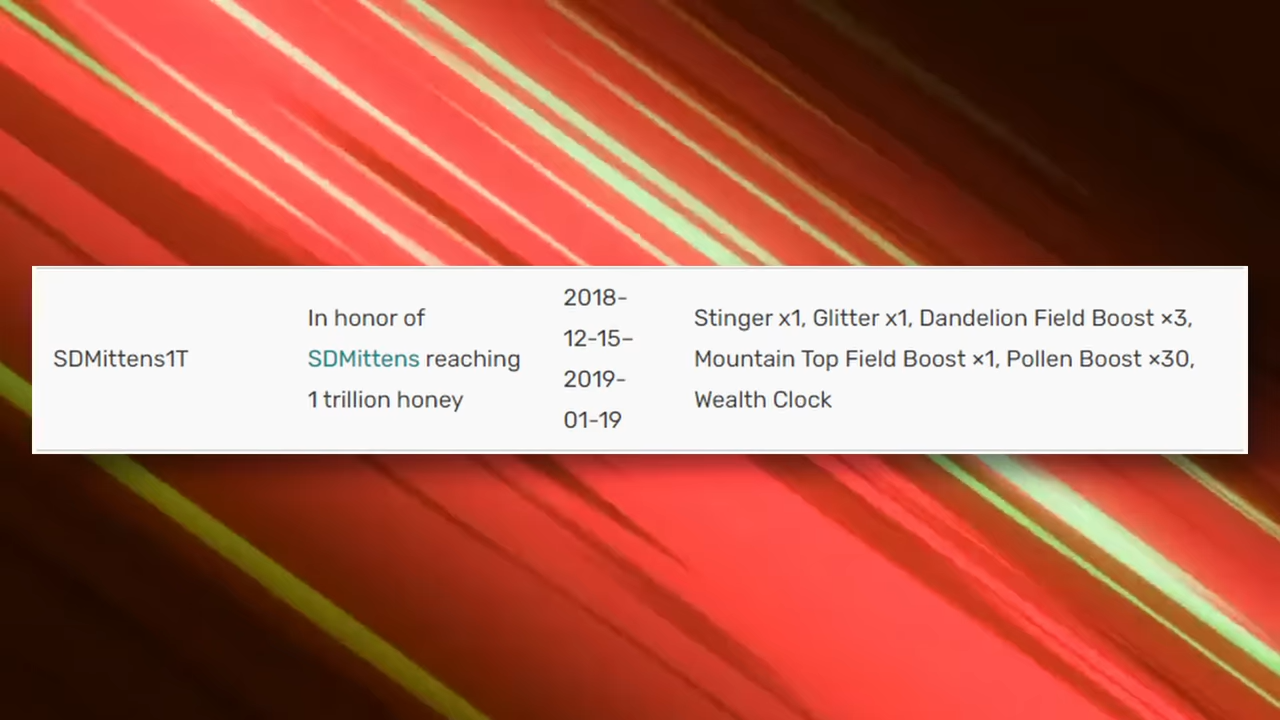 SDMittens1T
In honor of
SDMittens reaching
1 trillion honey
2018-
12-15–
2019-
01-19
Stinger x1, Glitter x1, Dandelion Field Boost ×3,
Mountain Top Field Boost ×1, Pollen Boost ×30,
Wealth Clock